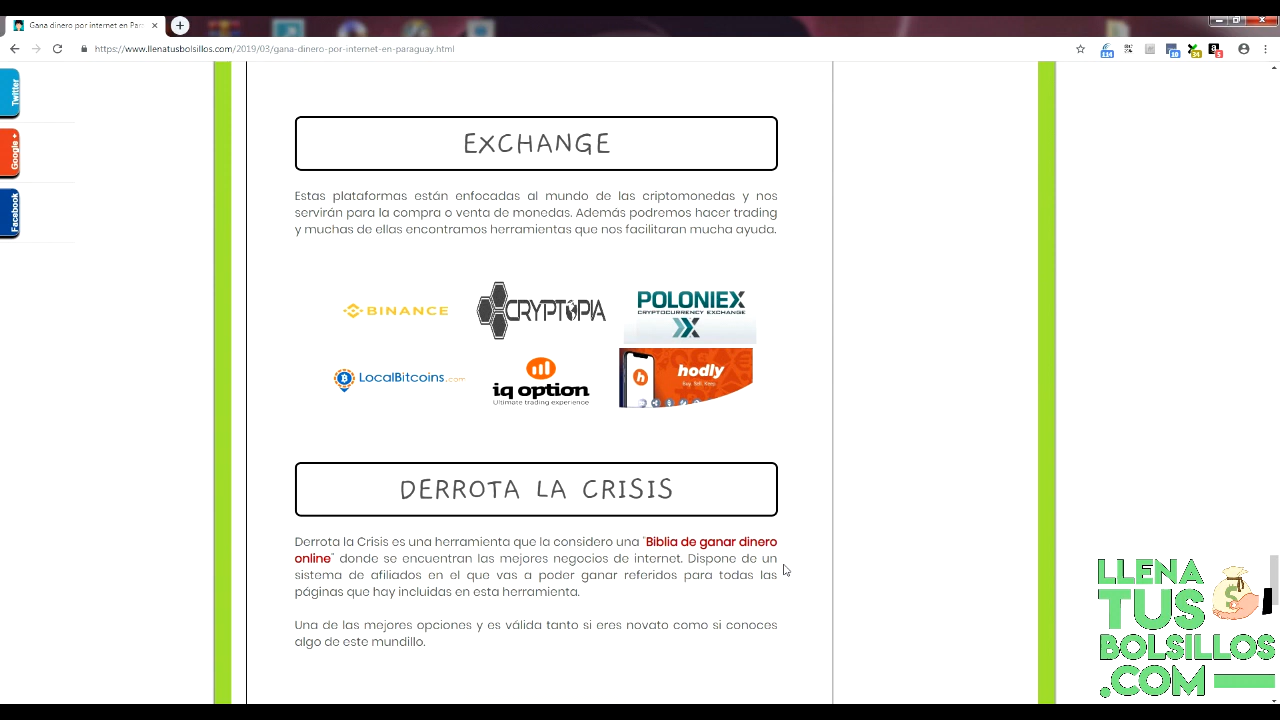 Gana dinero por internet en Par
https://www.llenatusbolsillos.com/2019/03/gana-dinero-por-internet-en-paraguay.html
Twitter
Google +
Facebook
EXCHANGE
Estas plataformas están enfocadas al mundo de las criptomonedas y nos
servirán para la compra o venta de monedas. Además podremos hacer trading
y muchas de ellas encontramos herramientas que nos facilitaran mucha ayuda.
BINANCE
CRYPTOPIA
POLONIEX
CRYPTOCURRENCY EXCHANGE
LocalBitcoins.com
iq option
Ultimate trading experience
hodly
Buy. Sell. Keep.
DERROTA LA CRISIS
Derrota la Crisis es una herramienta que la considero una "Biblia de ganar dinero
online" donde se encuentran las mejores negocios de internet. Dispone de un
sistema de afiliados en el que vas a poder ganar referidos para todas las
páginas que hay incluidas en esta herramienta.
Una de las mejores opciones y es válida tanto si eres novato como si conoces
algo de este mundillo.
LLENA
TUS
BOLSILLOS
.COM